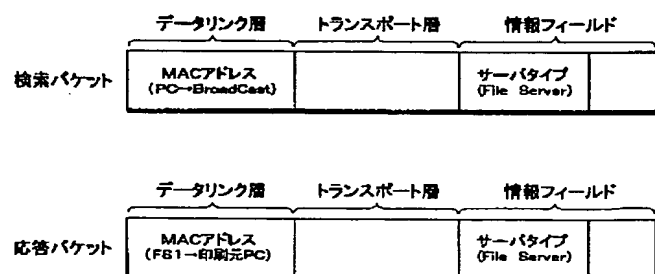 データリンク層 トランスポート層 情報フィールド
検索パケット MACアドレス サーバタイプ
(PC→BroadCast) (File Server)
データリンク層 トランスポート層 情報フィールド
応答パケット MACアドレス サーバタイプ
(FS1→印刷元PC) (File Server)